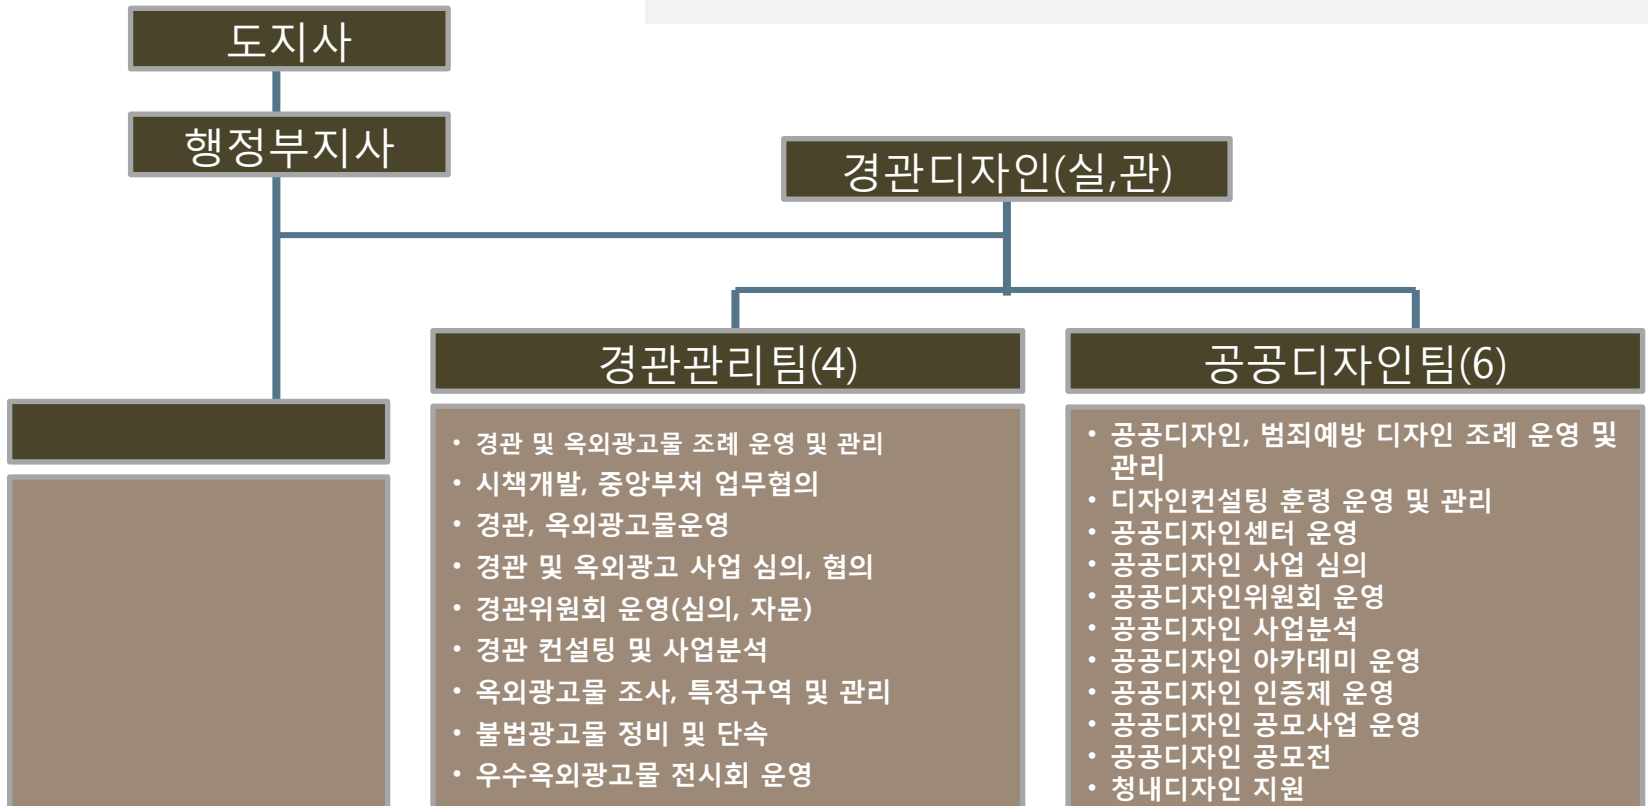 도지사
행정부지사
경관디자인(실,관)
경관관리팀(4)
• 경관 및 옥외광고물 조례 운영 및 관리
• 시책개발, 중앙부처 업무협의
• 경관, 옥외광고물운영
• 경관 및 옥외광고 사업 심의, 협의
• 경관위원회 운영(심의, 자문)
• 경관 컨설팅 및 사업분석
• 옥외광고물 조사, 특정구역 및 관리
• 불법광고물 정비 및 단속
• 우수옥외광고물 전시회 운영
공공디자인팀(6)
• 공공디자인, 범죄예방 디자인 조례 운영 및
관리
• 디자인컨설팅 훈령 운영 및 관리
• 공공디자인센터 운영
• 공공디자인 사업 심의
• 공공디자인위원회 운영
• 공공디자인 사업분석
• 공공디자인 아카데미 운영
• 공공디자인 인증제 운영
• 공공디자인 공모사업 운영
• 공공디자인 공모전
• 청내디자인 지원